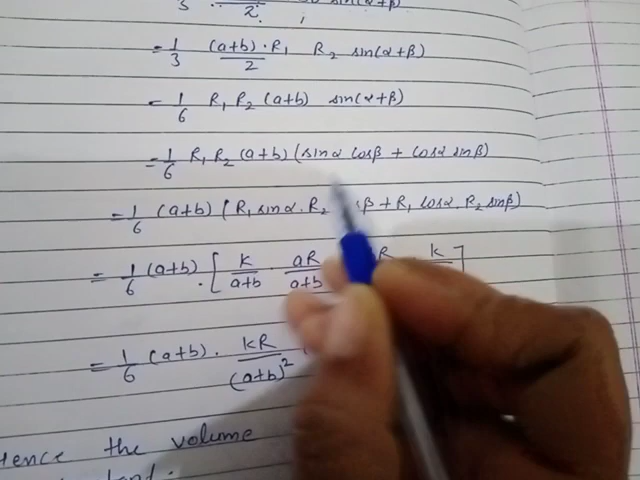 = 1/3 (a+b)·R₁/2 R₂ sin(α+β)
= 1/6 R₁ R₂ (a+b) sin(α+β)
= 1/6 R₁ R₂ (a+b) (sinα cosβ + cosα sinβ)
= 1/6 (a+b) (R₁ sinα · R₂ β + R₁ cosα · R₂ sinβ)
= 1/6 (a+b) · [ k/a+b · aR/a+b R k ]
= 1/6 (a+b) · kR/(a+b)²
the volume